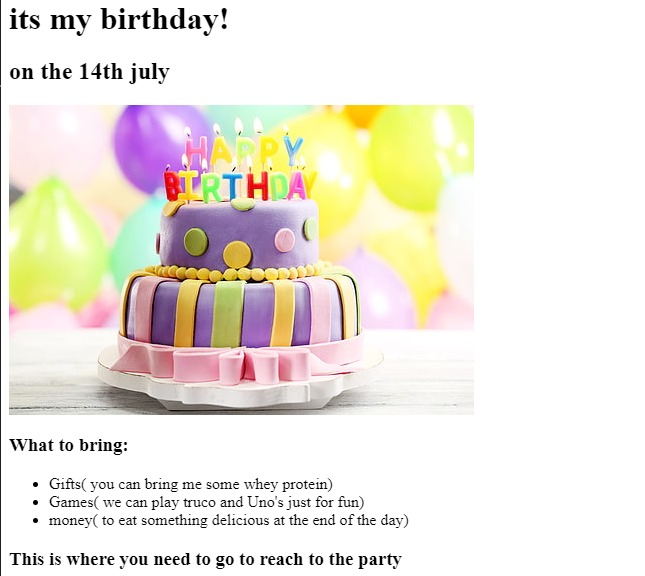 its my birthday!
on the 14th july
HAPPY
BIRTHDAY
What to bring:
Gifts( you can bring me some whey protein)
Games( we can play truco and Uno's just for fun)
money( to eat something delicious at the end of the day)
This is where you need to go to reach to the party